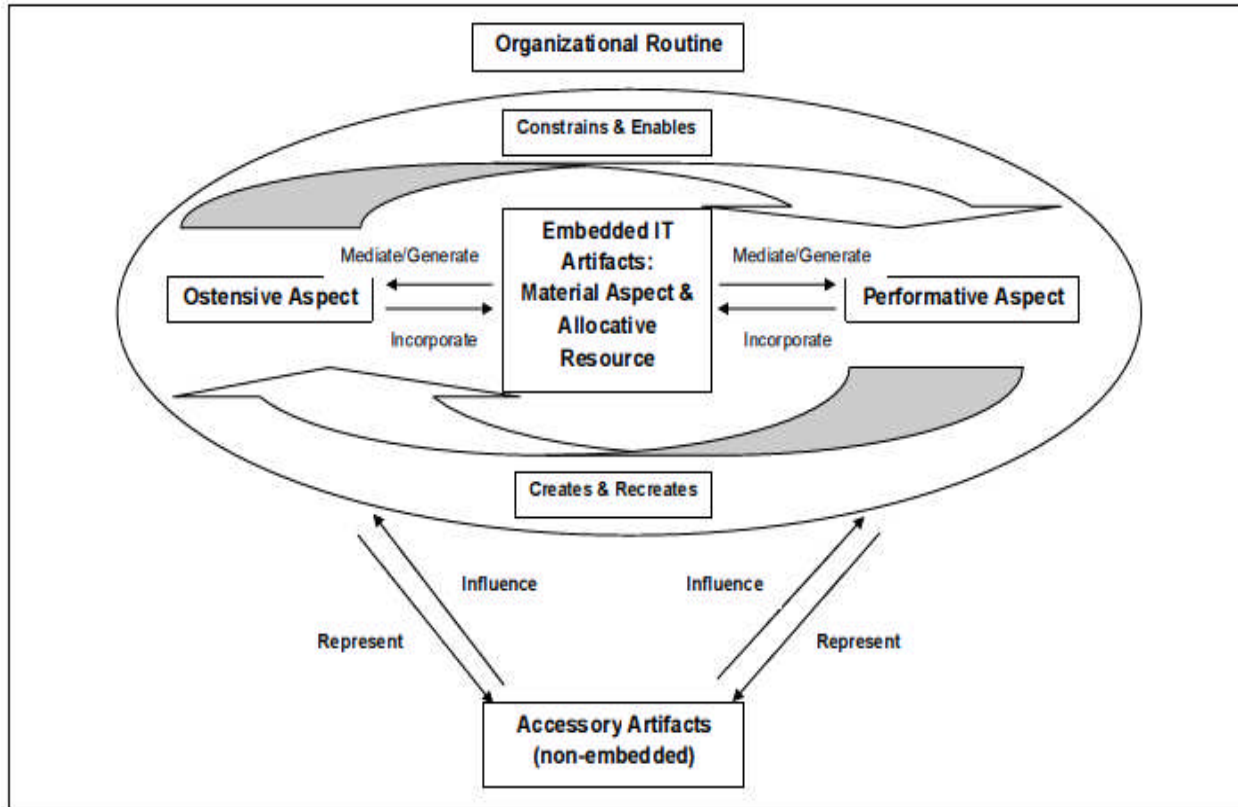 Organizational Routine
Constrains & Enables
Embedded IT
Artifacts:
Material Aspect &
Allocative
Resource
Mediate/Generate
Mediate/Generate
Ostensive Aspect
Performative Aspect
Incorporate
Incorporate
Creates & Recreates
Influence
Influence
Represent
Represent
Accessory Artifacts
(non-embedded)